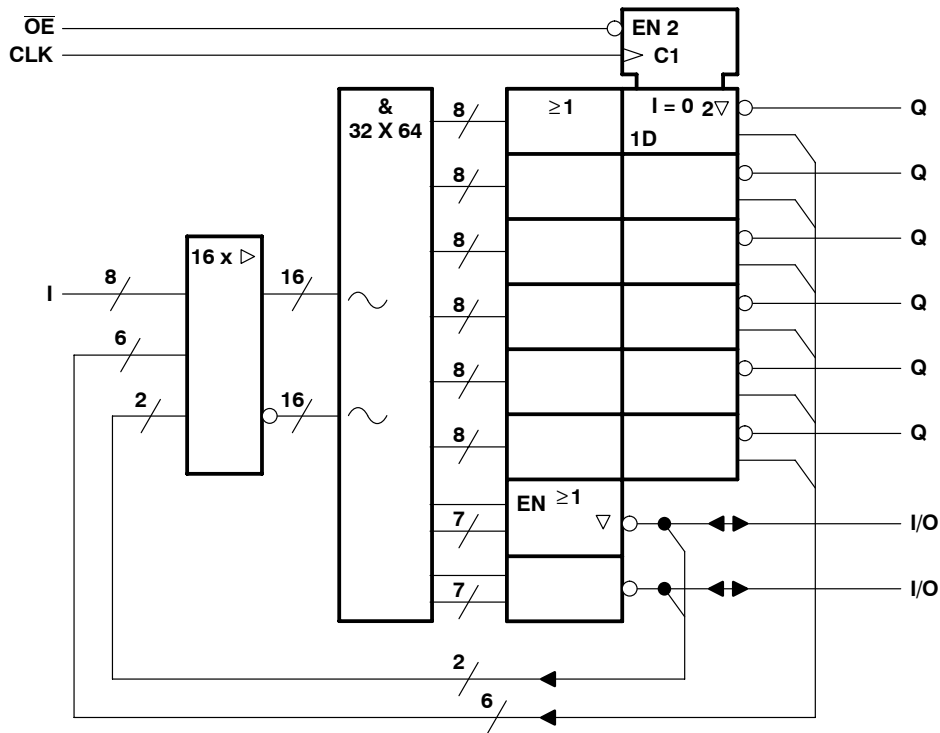 OE
EN 2
CLK
C1
&
32 X 64
8
≥1
I = 0 2▽
1D
Q
8
Q
8
Q
16 x ▷
I
8
16
8
Q
6
8
Q
2
16
8
Q
EN ≥1
▽
7
I/O
7
I/O
2
6